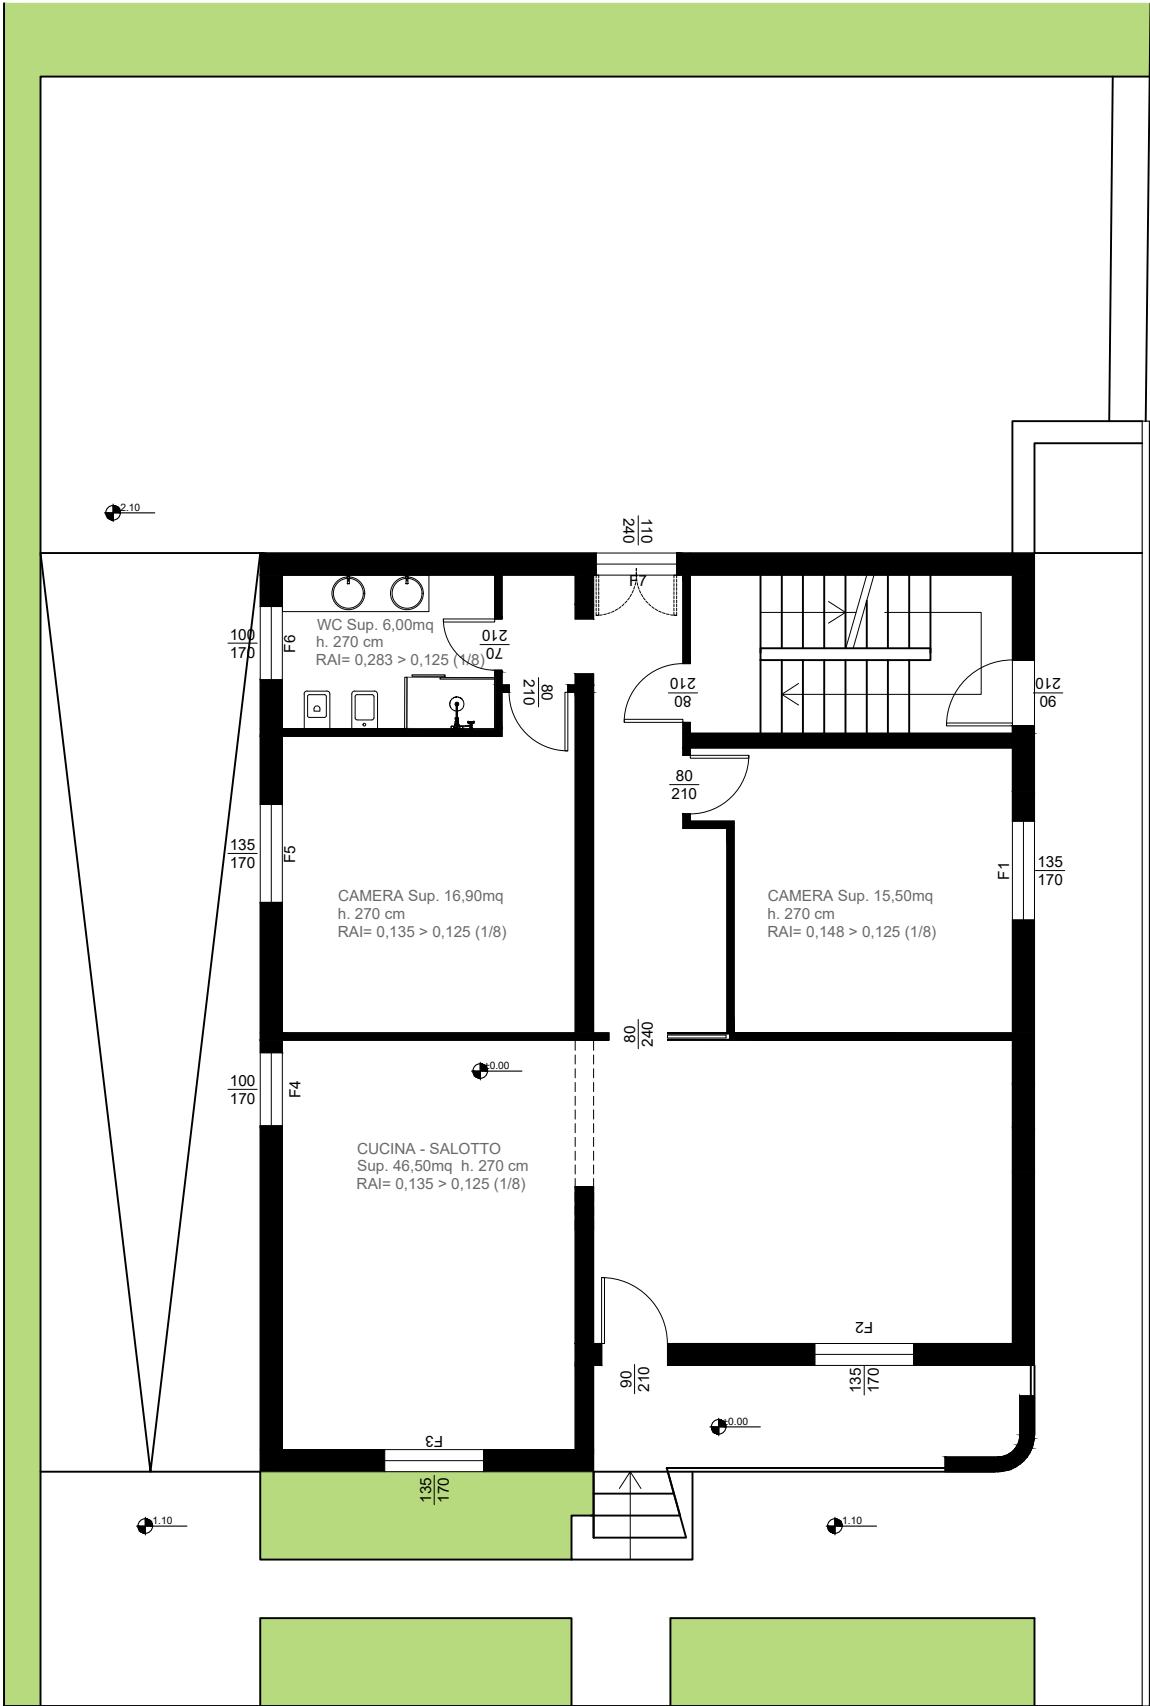 2.10
110
240
F7
100
170
F6
WC Sup. 6,00mq
h. 270 cm
RAI= 0,283 > 0,125 (1/8)
70
210
80
210
80
210
90
210
80
210
135
170
F5
CAMERA Sup. 16,90mq
h. 270 cm
RAI= 0,135 > 0,125 (1/8)
CAMERA Sup. 15,50mq
h. 270 cm
RAI= 0,148 > 0,125 (1/8)
F1
135
170
80
240
±0.00
100
170
F4
CUCINA - SALOTTO
Sup. 46,50mq h. 270 cm
RAI= 0,135 > 0,125 (1/8)
F2
135
170
90
210
±0.00
F3
135
170
1.10
1.10